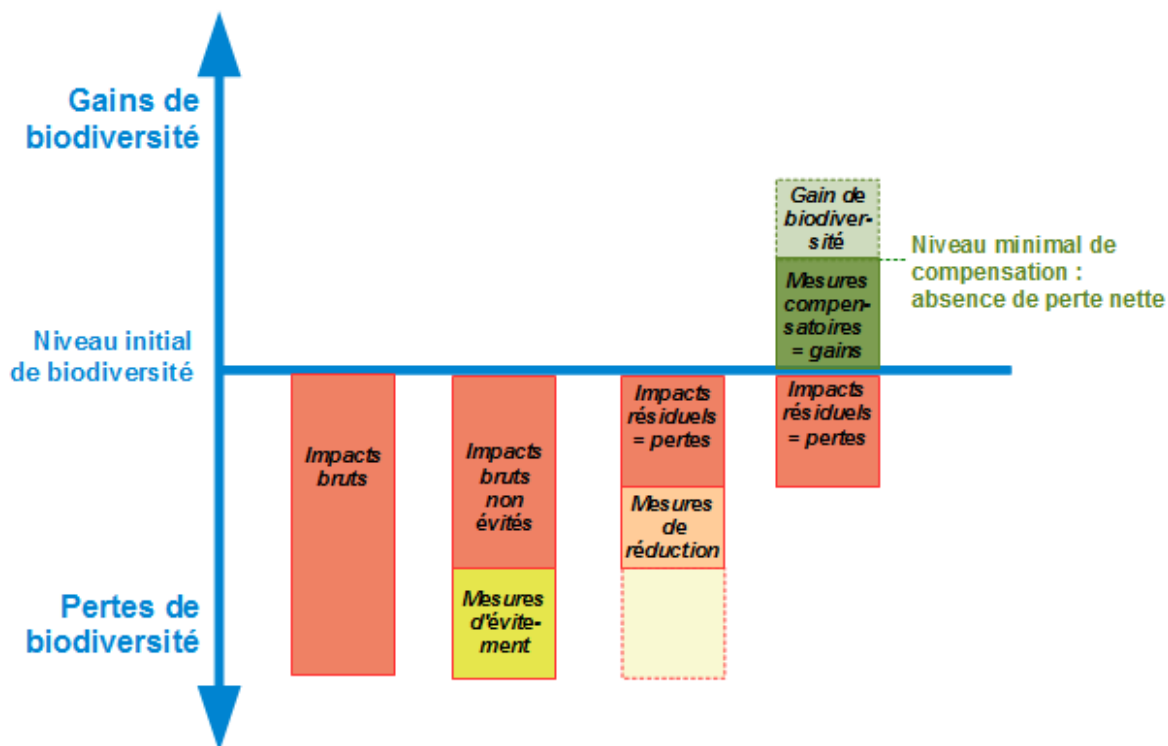 Gains de
biodiversité
Niveau initial
de biodiversité
Pertes de
biodiversité
Impacts
bruts
Impacts
bruts
non
évités
Mesures
d'évite-
ment
Impacts
résiduels
= pertes
Mesures
de
réduction
Gain de
biodiver-
sité
Mesures
compen-
satoires
= gains
Impacts
résiduels
= pertes
Niveau minimal de
compensation :
absence de perte nette